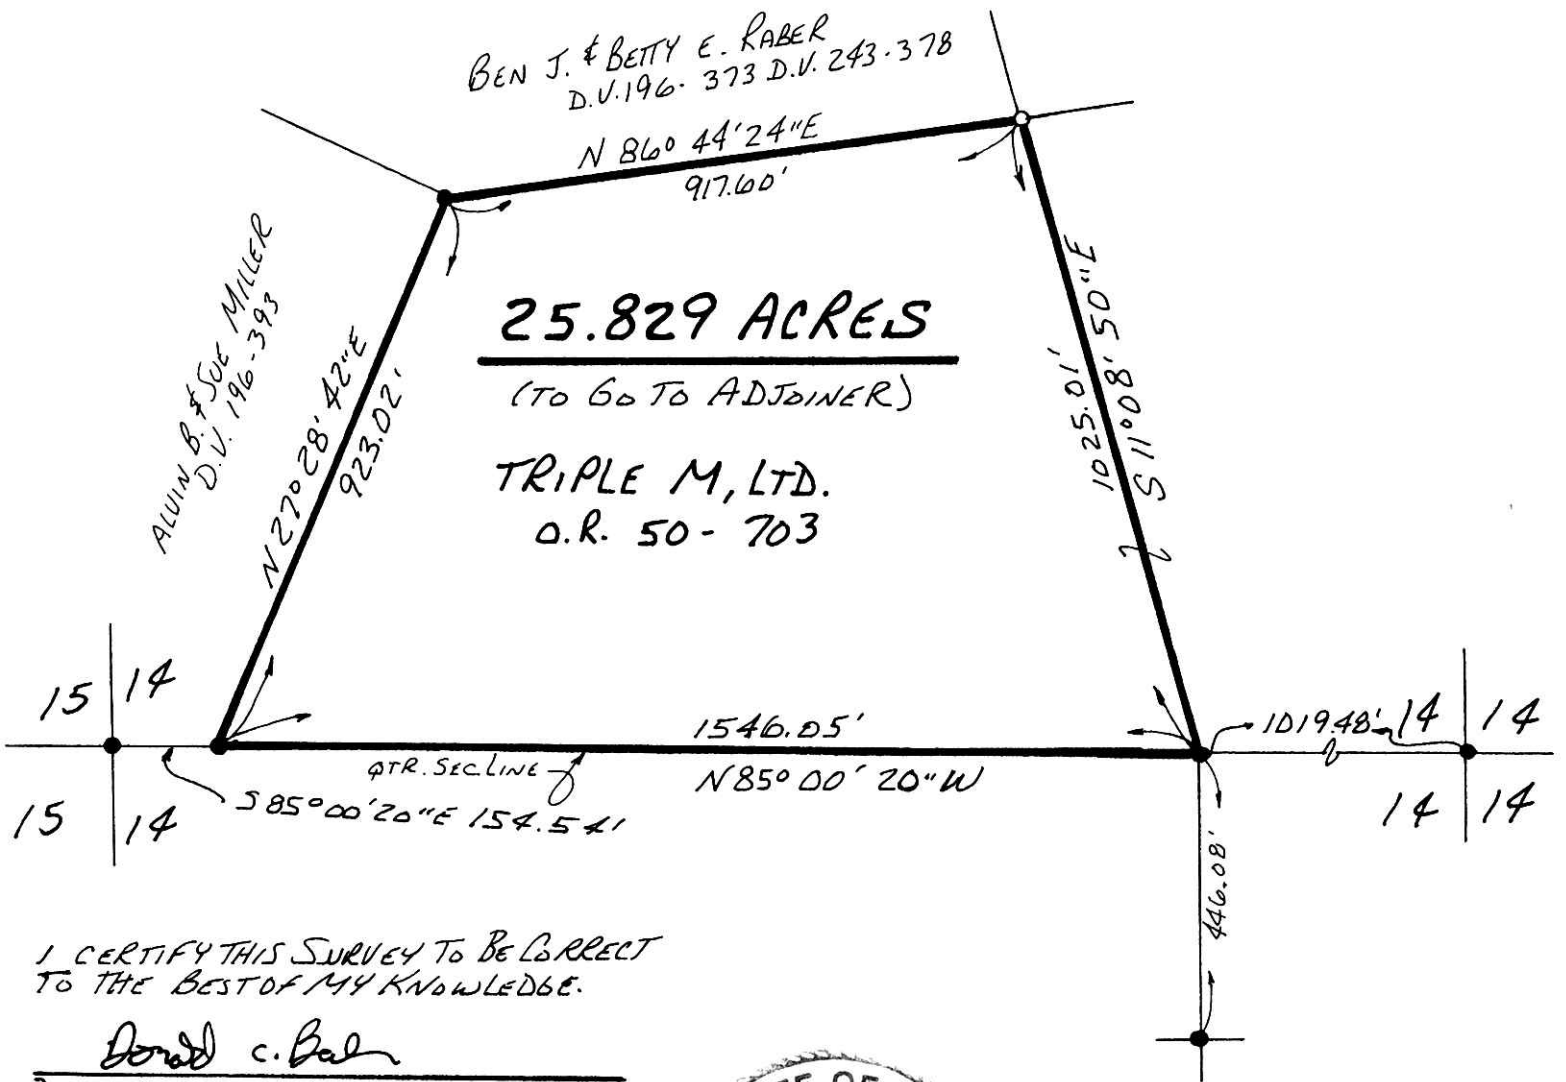 BEN J. & BETTY E. RABER
D.V. 196-373 D.V. 243-378
N 86° 44' 24" E
917.60'
ALVIN B. & SUE MILLER
D.V. 196-393
N 27° 28' 42" E
923.02'
25.829 ACRES
(TO GO TO ADJOINER)
TRIPLE M, LTD.
O.R. 50-703
1025.01'
S 11° 08' 50" E
15 14
15 14
1546.05'
QTR. SEC LINE
N 85° 00' 20" W
S 85° 00' 20" E 154.54'
1019.48'
14 14
14 14
446.08'
I CERTIFY THIS SURVEY TO BE CORRECT
TO THE BEST OF MY KNOWLEDGE.
Donald C.